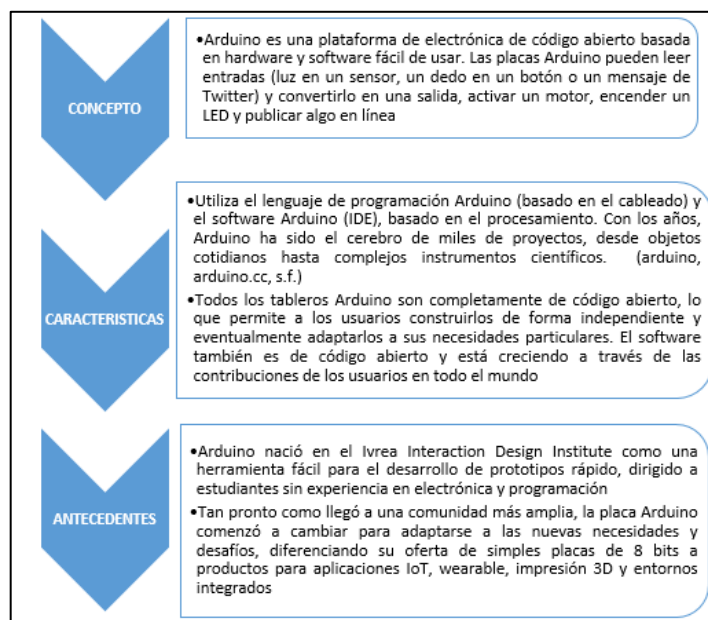 CONCEPTO
•Arduino es una plataforma de electrónica de código abierto basada
en hardware y software fácil de usar. Las placas Arduino pueden leer
entradas (luz en un sensor, un dedo en un botón o un mensaje de
Twitter) y convertirlo en una salida, activar un motor, encender un
LED y publicar algo en línea
CARACTERISTICAS
•Utiliza el lenguaje de programación Arduino (basado en el cableado) y
el software Arduino (IDE), basado en el procesamiento. Con los años,
Arduino ha sido el cerebro de miles de proyectos, desde objetos
cotidianos hasta complejos instrumentos científicos. (arduino,
arduino.cc, s.f.)
•Todos los tableros Arduino son completamente de código abierto, lo
que permite a los usuarios construirlos de forma independiente y
eventualmente adaptarlos a sus necesidades particulares. El software
también es de código abierto y está creciendo a través de las
contribuciones de los usuarios en todo el mundo
ANTECEDENTES
•Arduino nació en el Ivrea Interaction Design Institute como una
herramienta fácil para el desarrollo de prototipos rápido, dirigido a
estudiantes sin experiencia en electrónica y programación
•Tan pronto como llegó a una comunidad más amplia, la placa Arduino
comenzó a cambiar para adaptarse a las nuevas necesidades y
desafíos, diferenciando su oferta de simples placas de 8 bits a
productos para aplicaciones IoT, wearable, impresión 3D y entornos
integrados